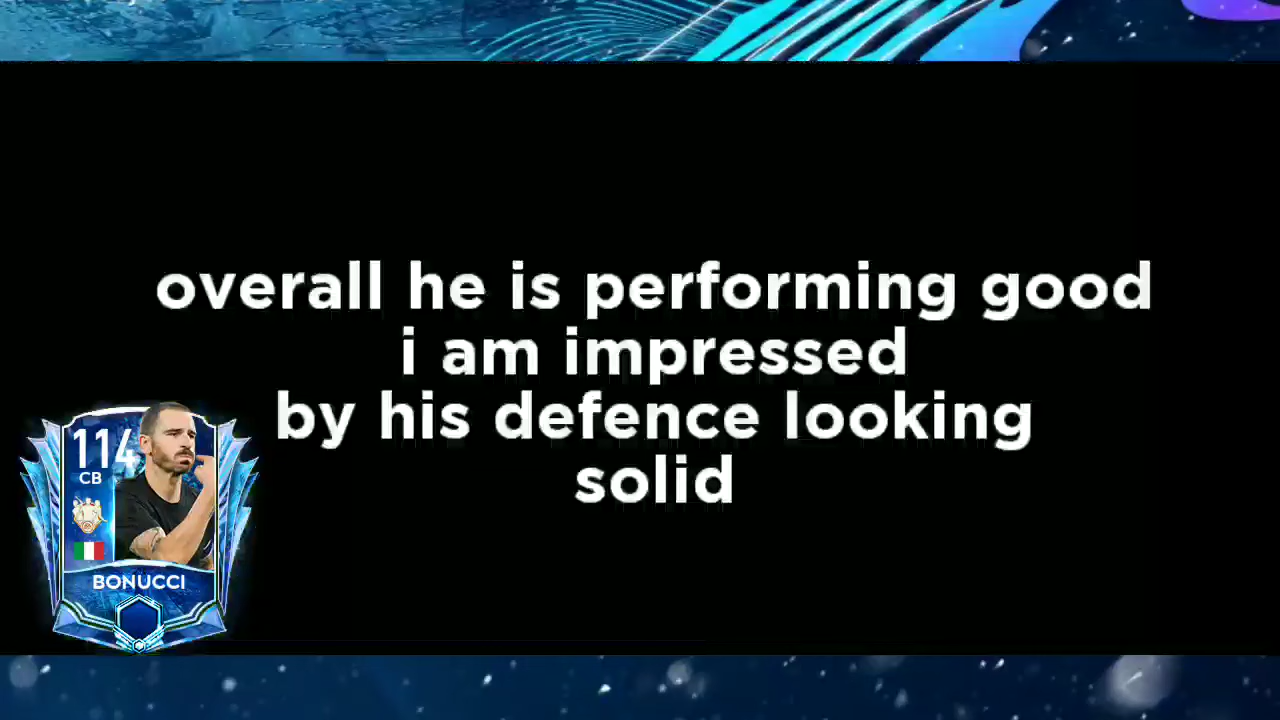 overall he is performing good
i am impressed
by his defence looking
solid
114
CB
BONUCCI